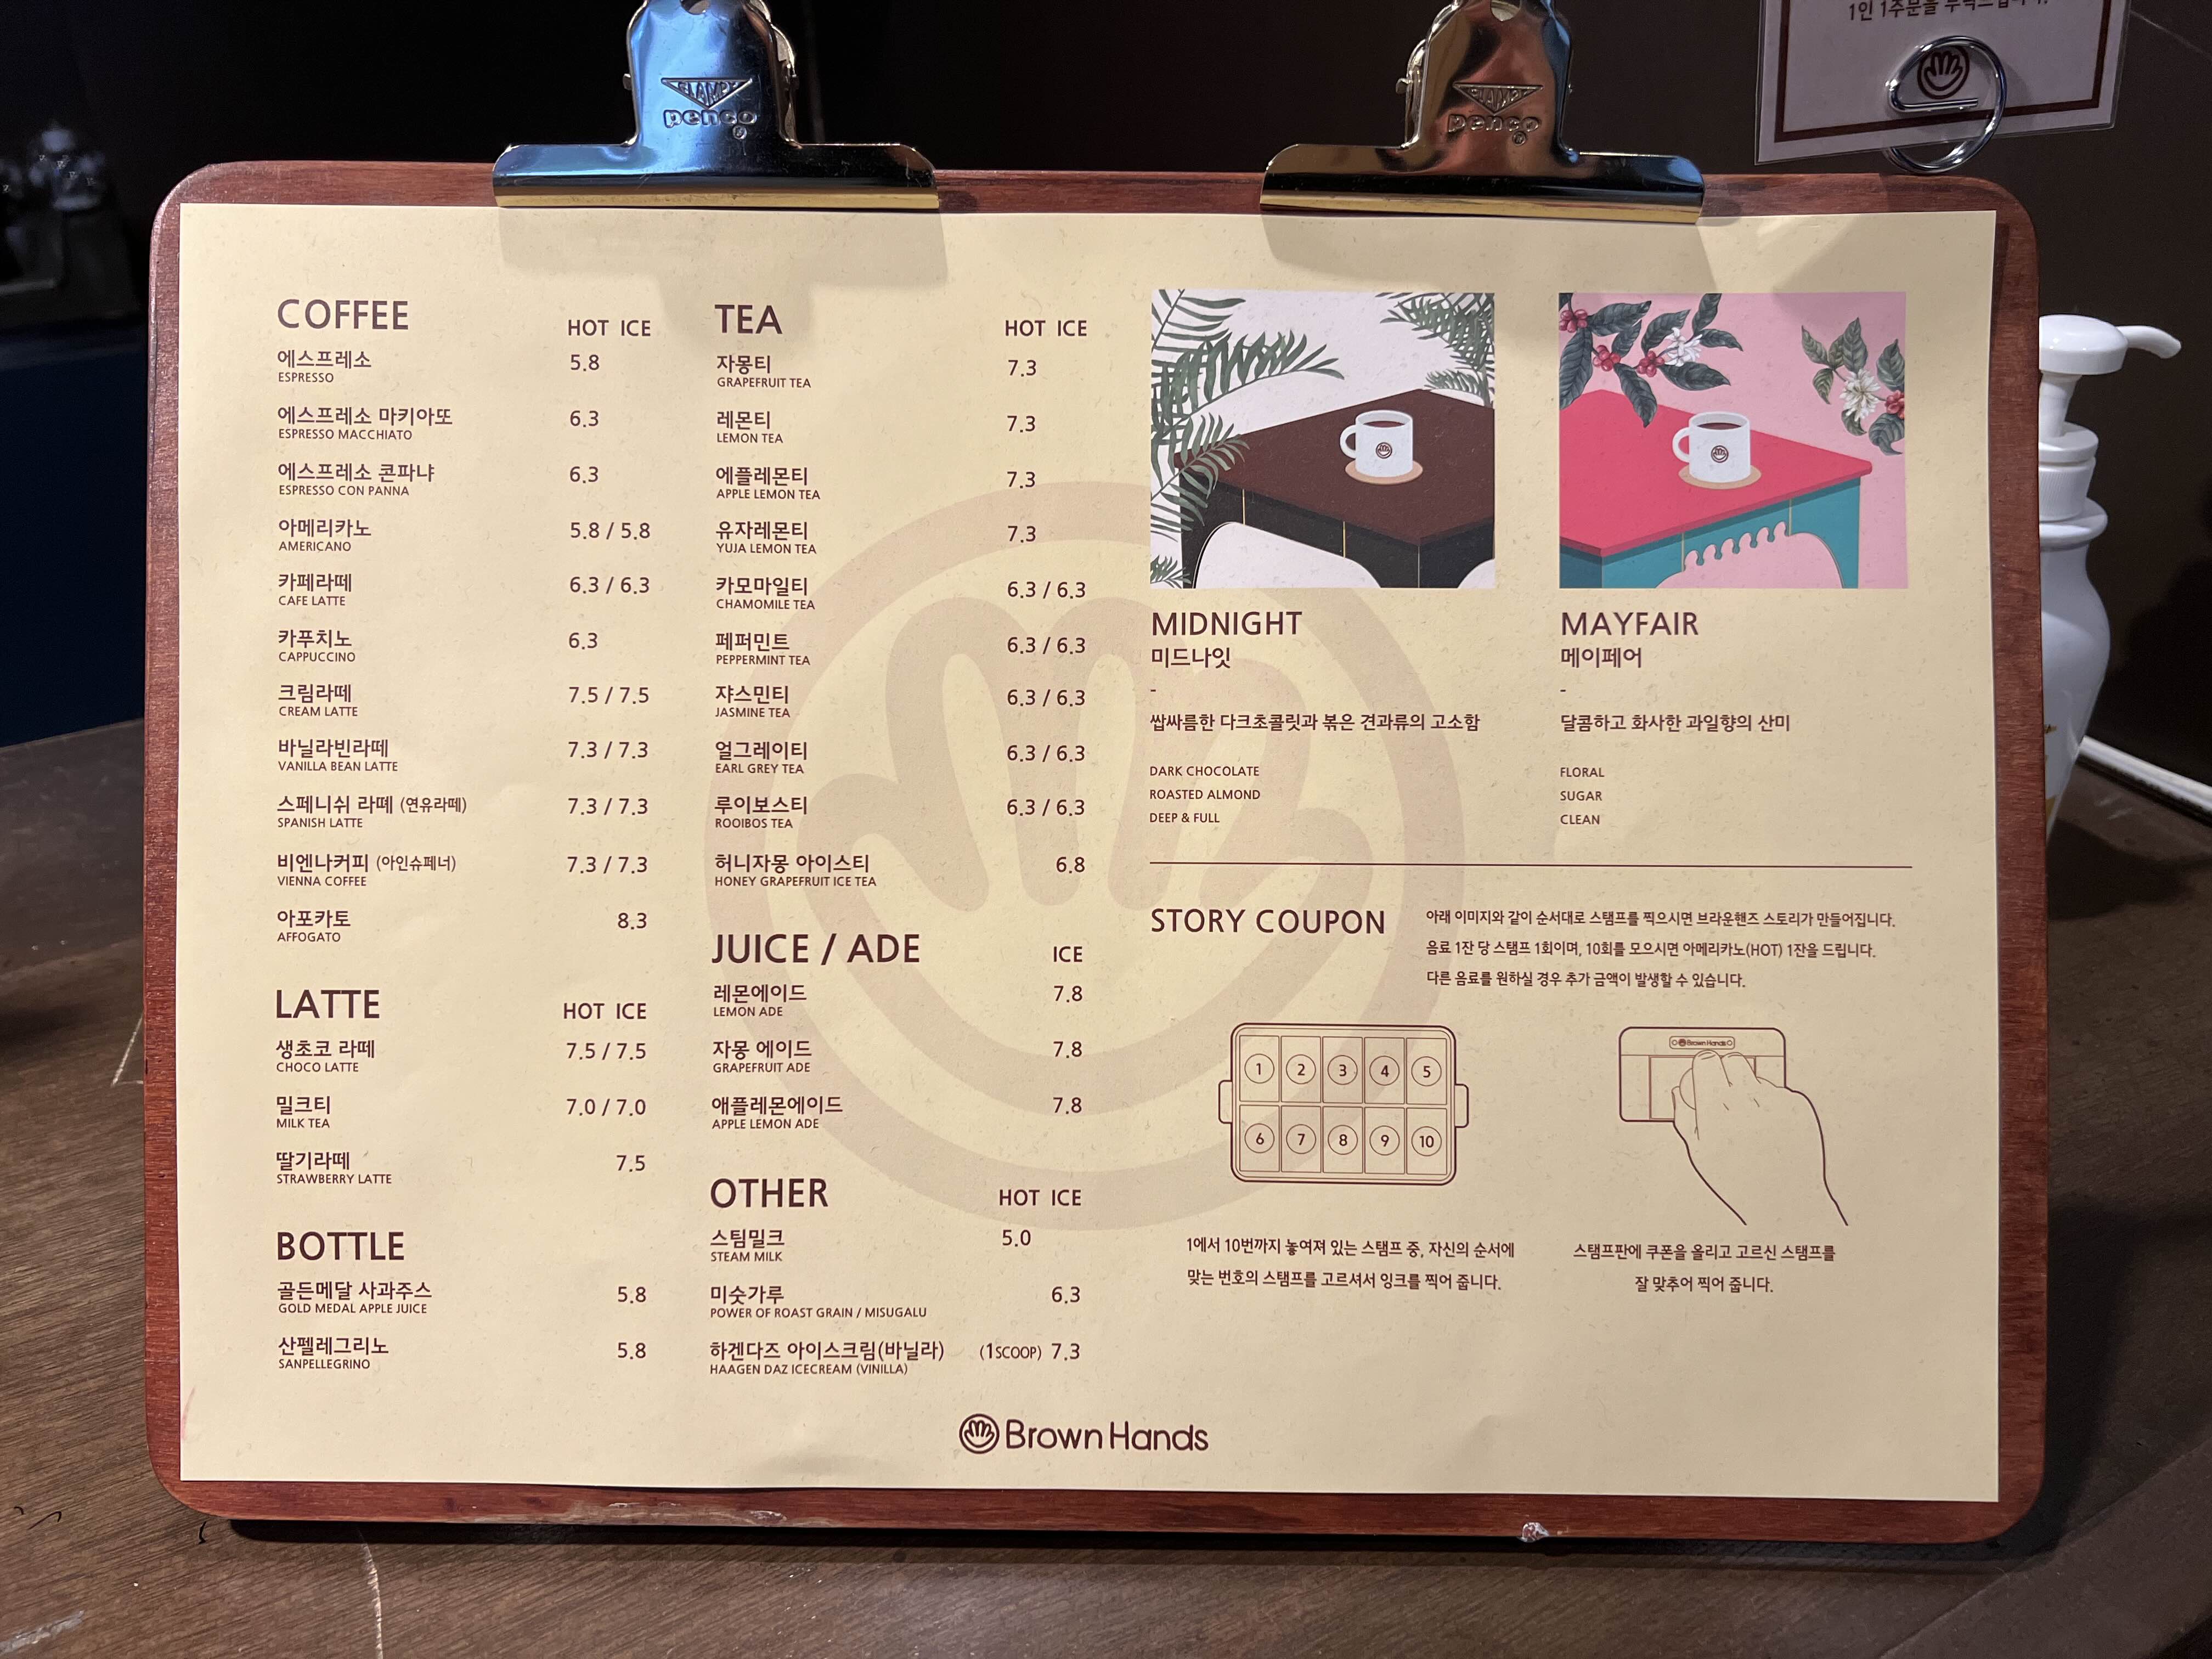 1인 1주문을 부탁드립니다.
CLAMPY
penco
CLAMPY
penco
COFFEE
HOT ICE
에스프레소 5.8
ESPRESSO
에스프레소 마키아또 6.3
ESPRESSO MACCHIATO
에스프레소 콘파냐 6.3
ESPRESSO CON PANNA
아메리카노 5.8 / 5.8
AMERICANO
카페라떼 6.3 / 6.3
CAFE LATTE
카푸치노 6.3
CAPPUCCINO
크림라떼 7.5 / 7.5
CREAM LATTE
바닐라빈라떼 7.3 / 7.3
VANILLA BEAN LATTE
스페니쉬 라떼 (연유라떼) 7.3 / 7.3
SPANISH LATTE
비엔나커피 (아인슈페너) 7.3 / 7.3
VIENNA COFFEE
아포카토 8.3
AFFOGATO
LATTE
HOT ICE
생초코 라떼 7.5 / 7.5
CHOCO LATTE
밀크티 7.0 / 7.0
MILK TEA
딸기라떼 7.5
STRAWBERRY LATTE
BOTTLE
골든메달 사과주스 5.8
GOLD MEDAL APPLE JUICE
산펠레그리노 5.8
SANPELLEGRINO
TEA
HOT ICE
자몽티 7.3
GRAPEFRUIT TEA
레몬티 7.3
LEMON TEA
에플레몬티 7.3
APPLE LEMON TEA
유자레몬티 7.3
YUJA LEMON TEA
카모마일티 6.3 / 6.3
CHAMOMILE TEA
페퍼민트 6.3 / 6.3
PEPPERMINT TEA
쟈스민티 6.3 / 6.3
JASMINE TEA
얼그레이티 6.3 / 6.3
EARL GREY TEA
루이보스티 6.3 / 6.3
ROOIBOS TEA
허니자몽 아이스티 6.8
HONEY GRAPEFRUIT ICE TEA
JUICE / ADE
ICE
레몬에이드 7.8
LEMON ADE
자몽 에이드 7.8
GRAPEFRUIT ADE
애플레몬에이드 7.8
APPLE LEMON ADE
OTHER
HOT ICE
스팀밀크 5.0
STEAM MILK
미숫가루 6.3
POWER OF ROAST GRAIN / MISUGALU
하겐다즈 아이스크림(바닐라) (1SCOOP) 7.3
HAAGEN DAZ ICECREAM (VINILLA)
MIDNIGHT
미드나잇
-
쌉싸름한 다크초콜릿과 볶은 견과류의 고소함
DARK CHOCOLATE
ROASTED ALMOND
DEEP & FULL
MAYFAIR
메이페어
-
달콤하고 화사한 과일향의 산미
FLORAL
SUGAR
CLEAN
STORY COUPON
아래 이미지와 같이 순서대로 스탬프를 찍으시면 브라운핸즈 스토리가 만들어집니다.
음료 1잔 당 스탬프 1회이며, 10회를 모으시면 아메리카노(HOT) 1잔을 드립니다.
다른 음료를 원하실 경우 추가 금액이 발생할 수 있습니다.
1 2 3 4 5
6 7 8 9 10
1에서 10번까지 놓여져 있는 스탬프 중, 자신의 순서에
맞는 번호의 스탬프를 고르셔서 잉크를 찍어 줍니다.
Brown Hands
스탬프판에 쿠폰을 올리고 고르신 스탬프를
잘 맞추어 찍어 줍니다.
Brown Hands